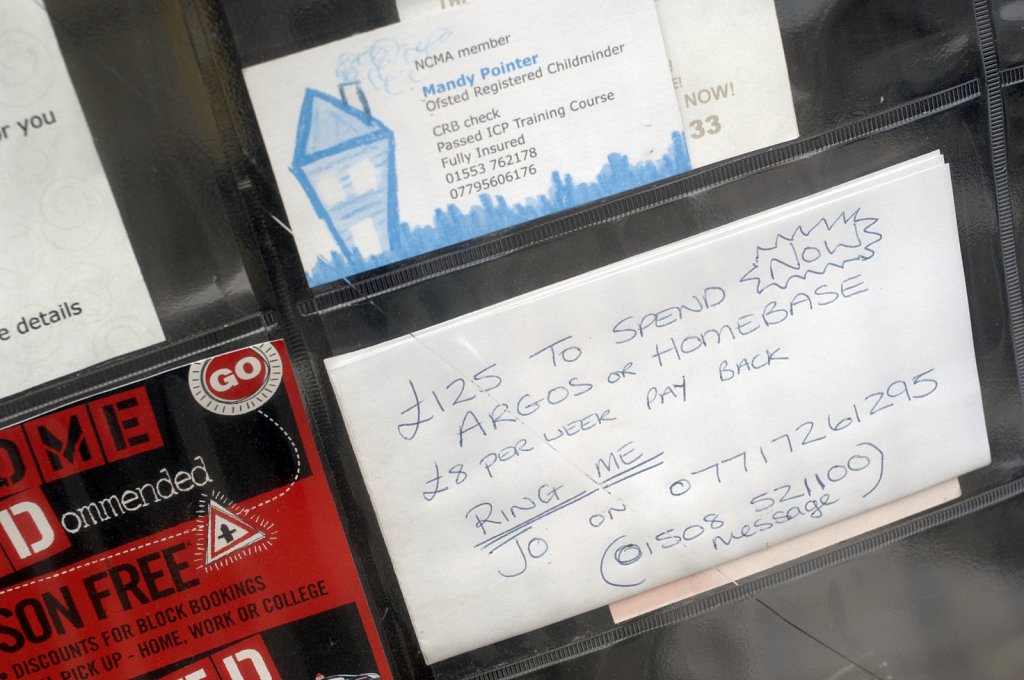 or you
e details
NCMA member
Mandy Pointer
Ofsted Registered Childminder
CRB check
Passed ICP Training Course
Fully Insured
01553 762178
07795606176
NOW!
33
£125 TO SPEND NOW
ARGOS OR HOMEBASE
£8 PER WEEK PAY BACK
RING ME
JO ON 07717261295
(01508 521100)
message
GO
OME
D ommended
SON FREE
DISCOUNTS FOR BLOCK BOOKINGS
PICK UP - HOME, WORK OR COLLEGE